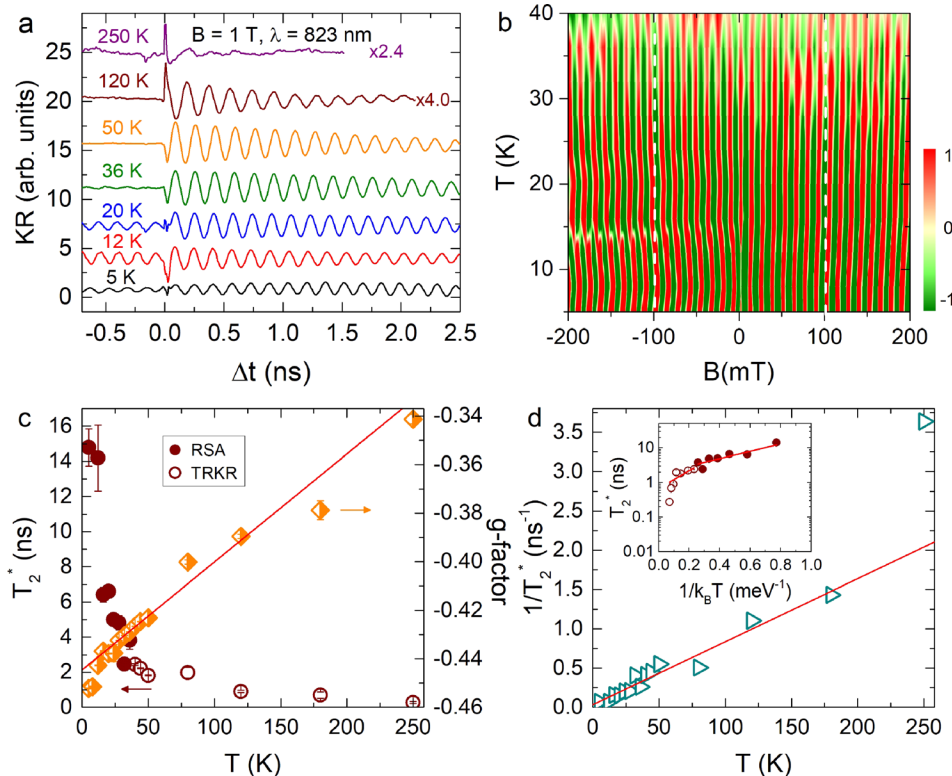 a
250 K
B = 1 T, λ = 823 nm
x2.4
120 K
x4.0
50 K
36 K
20 K
12 K
5 K
KR (arb. units)
0
5
10
15
20
25
-0.5 0.0 0.5 1.0 1.5 2.0 2.5
Δt (ns)
b
T (K)
40
30
20
10
-200 -100 0 100 200
B(mT)
1
1
0
-1
-1
c
RSA
TRKR
T2* (ns)
16
14
12
10
8
6
4
2
0
0 50 100 150 200 250
T (K)
-0.34
-0.36
-0.38
-0.40
-0.42
-0.44
-0.46
g-factor
d
1/T2* (ns-1)
3.5
3.0
2.5
2.0
1.5
1.0
0.5
0.0
0 50 100 150 200 250
T (K)
T2* (ns)
10
1
0.1
0.01
0.0 0.2 0.4 0.6 0.8 1.0
1/kBT (meV-1)